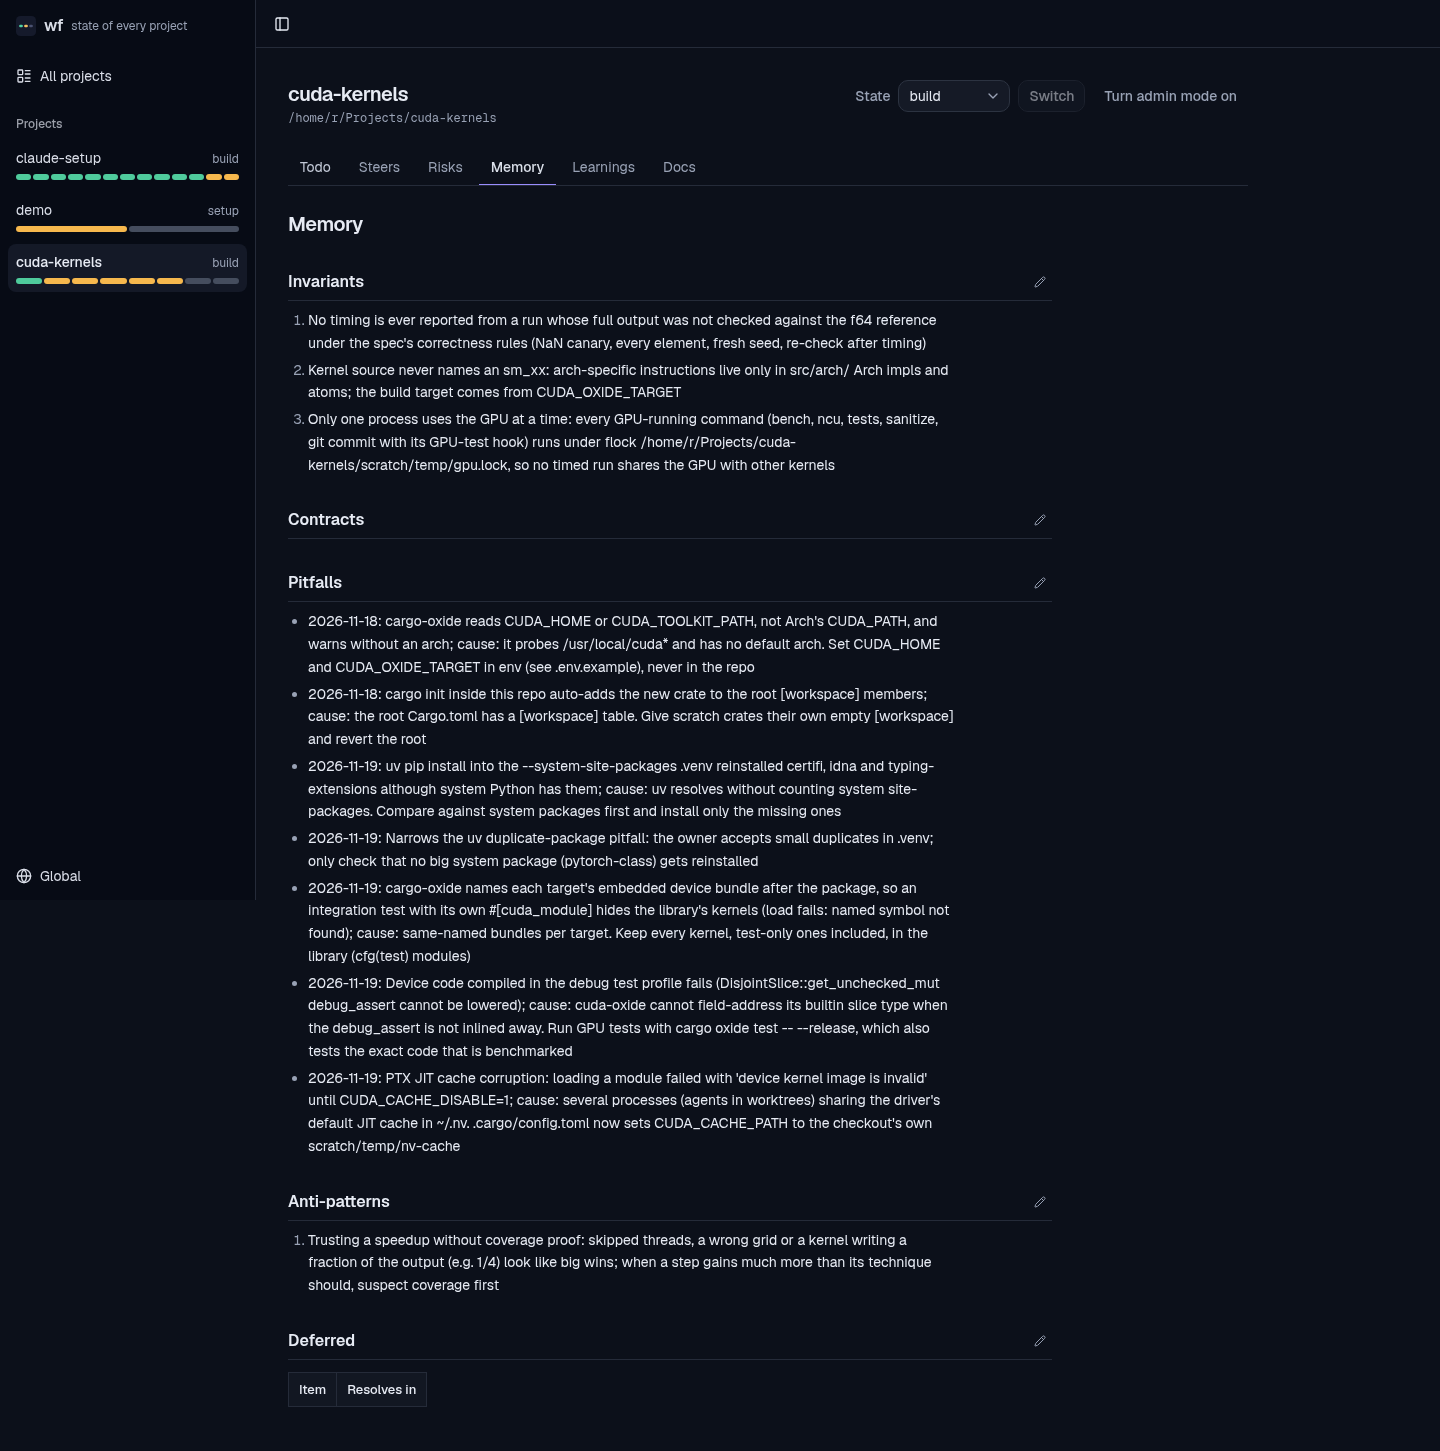 wf state of every project
All projects
Projects
claude-setup build
demo setup
cuda-kernels build
Global
cuda-kernels
/home/r/Projects/cuda-kernels
State build Switch Turn admin mode on
Todo Steers Risks Memory Learnings Docs
Memory
Invariants
1. No timing is ever reported from a run whose full output was not checked against the f64 reference
under the spec's correctness rules (NaN canary, every element, fresh seed, re-check after timing)
2. Kernel source never names an sm_xx: arch-specific instructions live only in src/arch/ Arch impls and
atoms; the build target comes from CUDA_OXIDE_TARGET
3. Only one process uses the GPU at a time: every GPU-running command (bench, ncu, tests, sanitize,
git commit with its GPU-test hook) runs under flock /home/r/Projects/cuda-
kernels/scratch/temp/gpu.lock, so no timed run shares the GPU with other kernels
Contracts
Pitfalls
• 2026-11-18: cargo-oxide reads CUDA_HOME or CUDA_TOOLKIT_PATH, not Arch's CUDA_PATH, and
warns without an arch; cause: it probes /usr/local/cuda* and has no default arch. Set CUDA_HOME
and CUDA_OXIDE_TARGET in env (see .env.example), never in the repo
• 2026-11-18: cargo init inside this repo auto-adds the new crate to the root [workspace] members;
cause: the root Cargo.toml has a [workspace] table. Give scratch crates their own empty [workspace]
and revert the root
• 2026-11-19: uv pip install into the --system-site-packages .venv reinstalled certifi, idna and typing-
extensions although system Python has them; cause: uv resolves without counting system site-
packages. Compare against system packages first and install only the missing ones
• 2026-11-19: Narrows the uv duplicate-package pitfall: the owner accepts small duplicates in .venv;
only check that no big system package (pytorch-class) gets reinstalled
• 2026-11-19: cargo-oxide names each target's embedded device bundle after the package, so an
integration test with its own #[cuda_module] hides the library's kernels (load fails: named symbol not
found); cause: same-named bundles per target. Keep every kernel, test-only ones included, in the
library (cfg(test) modules)
• 2026-11-19: Device code compiled in the debug test profile fails (DisjointSlice::get_unchecked_mut
debug_assert cannot be lowered); cause: cuda-oxide cannot field-address its builtin slice type when
the debug_assert is not inlined away. Run GPU tests with cargo oxide test -- --release, which also
tests the exact code that is benchmarked
• 2026-11-19: PTX JIT cache corruption: loading a module failed with 'device kernel image is invalid'
until CUDA_CACHE_DISABLE=1; cause: several processes (agents in worktrees) sharing the driver's
default JIT cache in ~/.nv. .cargo/config.toml now sets CUDA_CACHE_PATH to the checkout's own
scratch/temp/nv-cache
Anti-patterns
1. Trusting a speedup without coverage proof: skipped threads, a wrong grid or a kernel writing a
fraction of the output (e.g. 1/4) look like big wins; when a step gains much more than its technique
should, suspect coverage first
Deferred
Item Resolves in